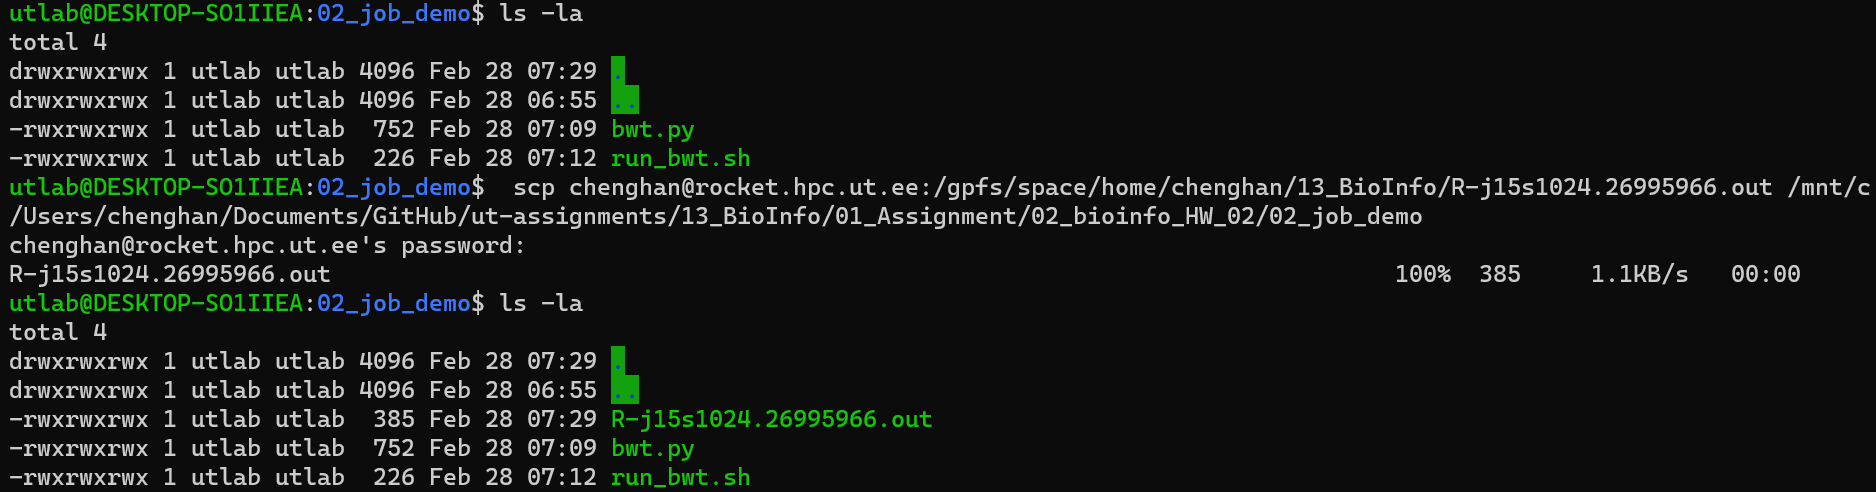 utlab@DESKTOP-SO1IIEA:02_job_demo$ ls -la
total 4
drwxrwxrwx 1 utlab utlab 4096 Feb 28 07:29 .
drwxrwxrwx 1 utlab utlab 4096 Feb 28 06:55 ..
-rwxrwxrwx 1 utlab utlab  752 Feb 28 07:09 bwt.py
-rwxrwxrwx 1 utlab utlab  226 Feb 28 07:12 run_bwt.sh
utlab@DESKTOP-SO1IIEA:02_job_demo$  scp chenghan@rocket.hpc.ut.ee:/gpfs/space/home/chenghan/13_BioInfo/R-j15s1024.26995966.out /mnt/c
/Users/chenghan/Documents/GitHub/ut-assignments/13_BioInfo/01_Assignment/02_bioinfo_HW_02/02_job_demo
chenghan@rocket.hpc.ut.ee's password:
R-j15s1024.26995966.out                                                                            100%  385     1.1KB/s   00:00
utlab@DESKTOP-SO1IIEA:02_job_demo$ ls -la
total 4
drwxrwxrwx 1 utlab utlab 4096 Feb 28 07:29 .
drwxrwxrwx 1 utlab utlab 4096 Feb 28 06:55 ..
-rwxrwxrwx 1 utlab utlab  385 Feb 28 07:29 R-j15s1024.26995966.out
-rwxrwxrwx 1 utlab utlab  752 Feb 28 07:09 bwt.py
-rwxrwxrwx 1 utlab utlab  226 Feb 28 07:12 run_bwt.sh